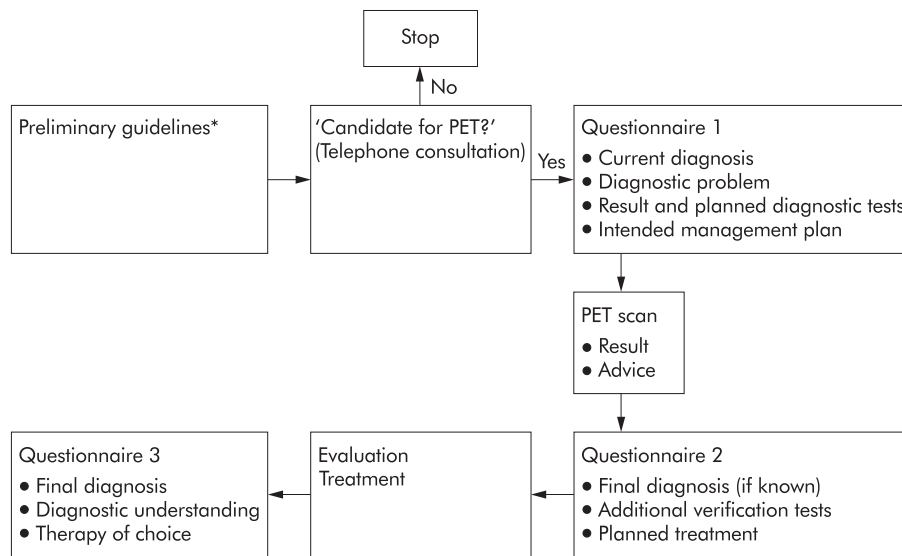 Stop
No
Preliminary guidelines*
‘Candidate for PET?’
(Telephone consultation)
Yes
Questionnaire 1
● Current diagnosis
● Diagnostic problem
● Result and planned diagnostic tests
● Intended management plan
PET scan
● Result
● Advice
Questionnaire 2
● Final diagnosis (if known)
● Additional verification tests
● Planned treatment
Evaluation
Treatment
Questionnaire 3
● Final diagnosis
● Diagnostic understanding
● Therapy of choice